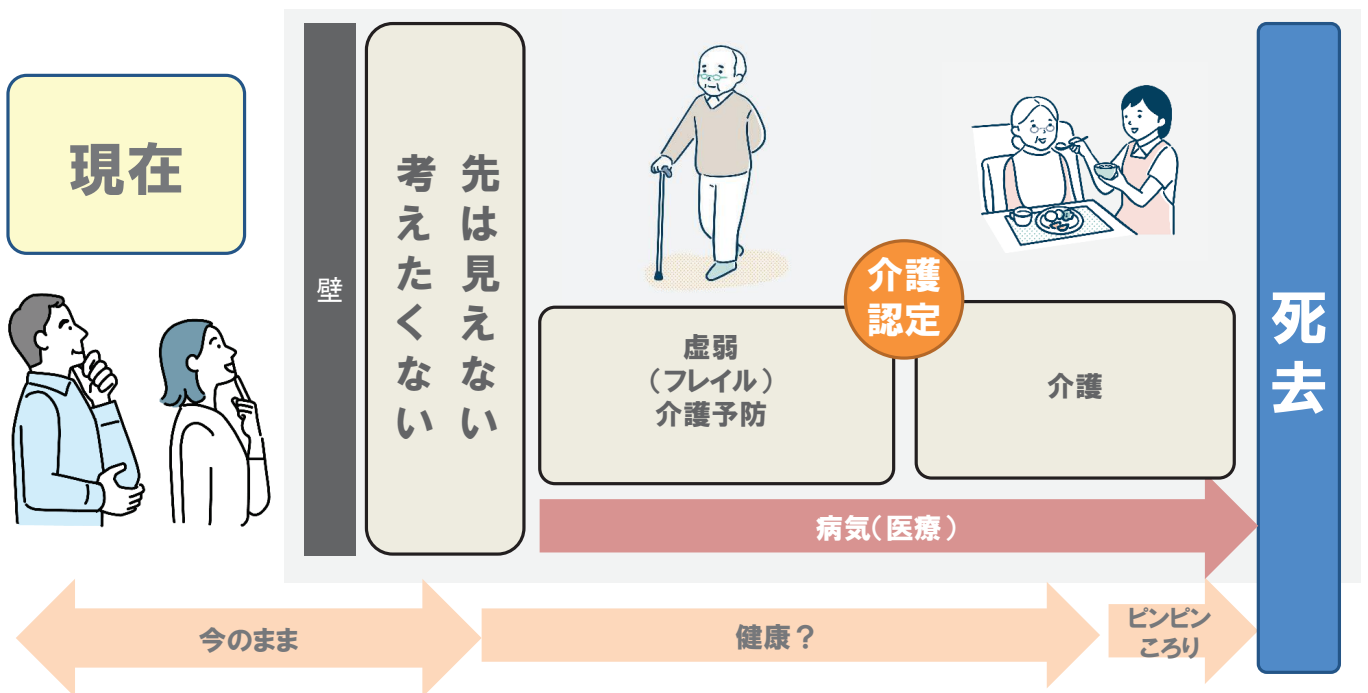 現在
壁
先は見えない
考えたくない
虚弱
（フレイル）
介護予防
介護
認定
介護
病気（医療）
死去
今のまま
健康？
ピンピン
ころり